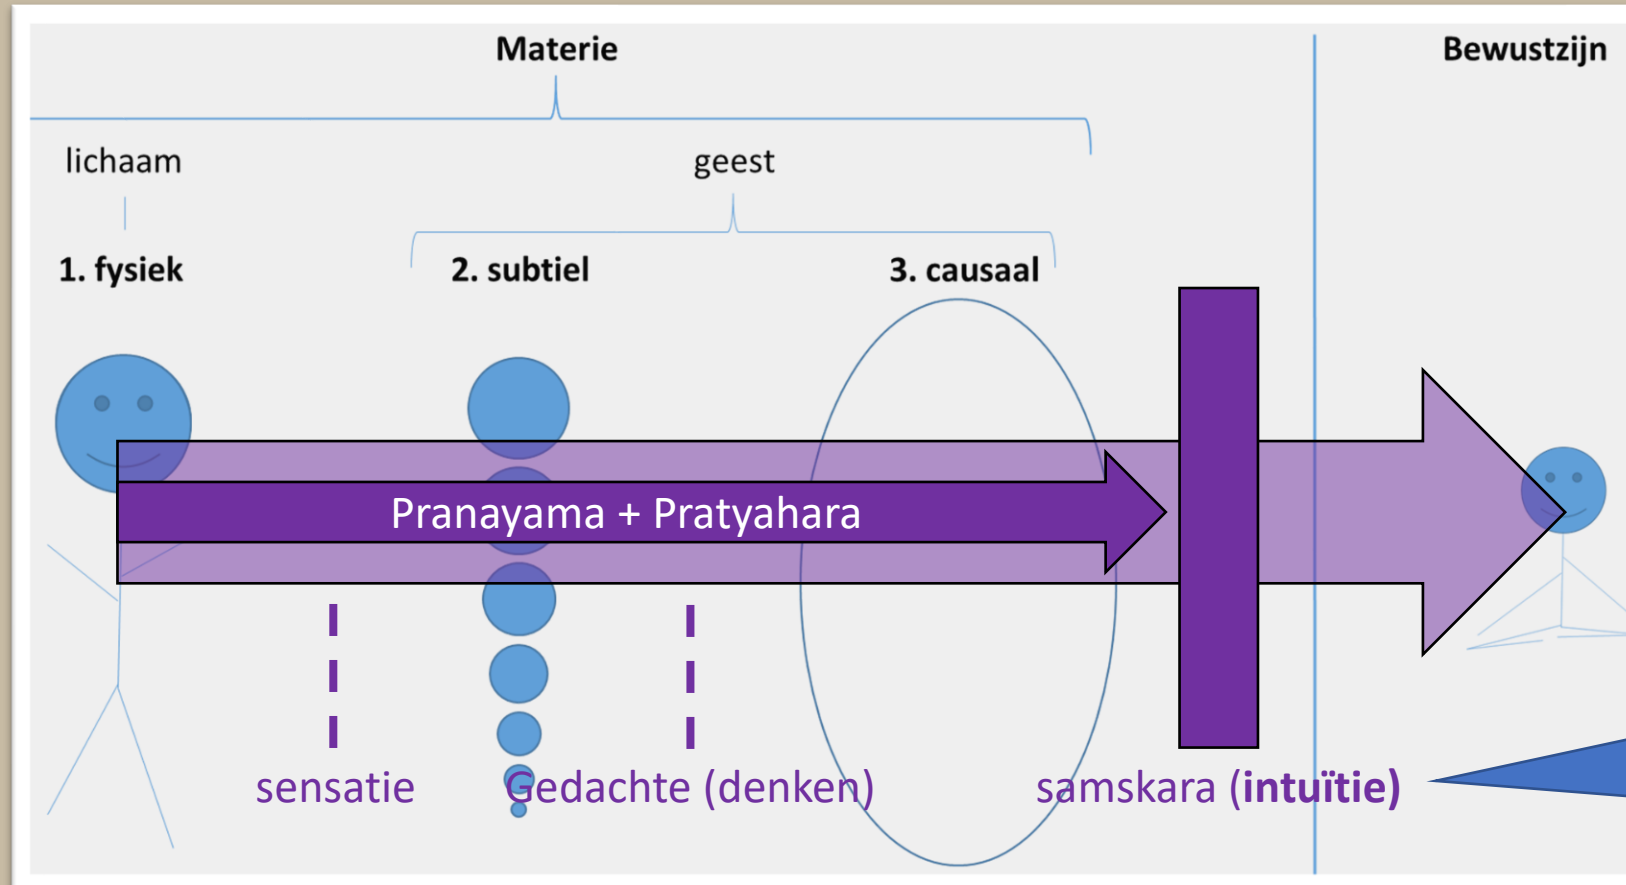 Materie
Bewustzijn
lichaam
geest
1. fysiek
2. subtiel
3. causaal
Pranayama + Pratyahara
sensatie
Gedachte (denken)
samskara (intuïtie)